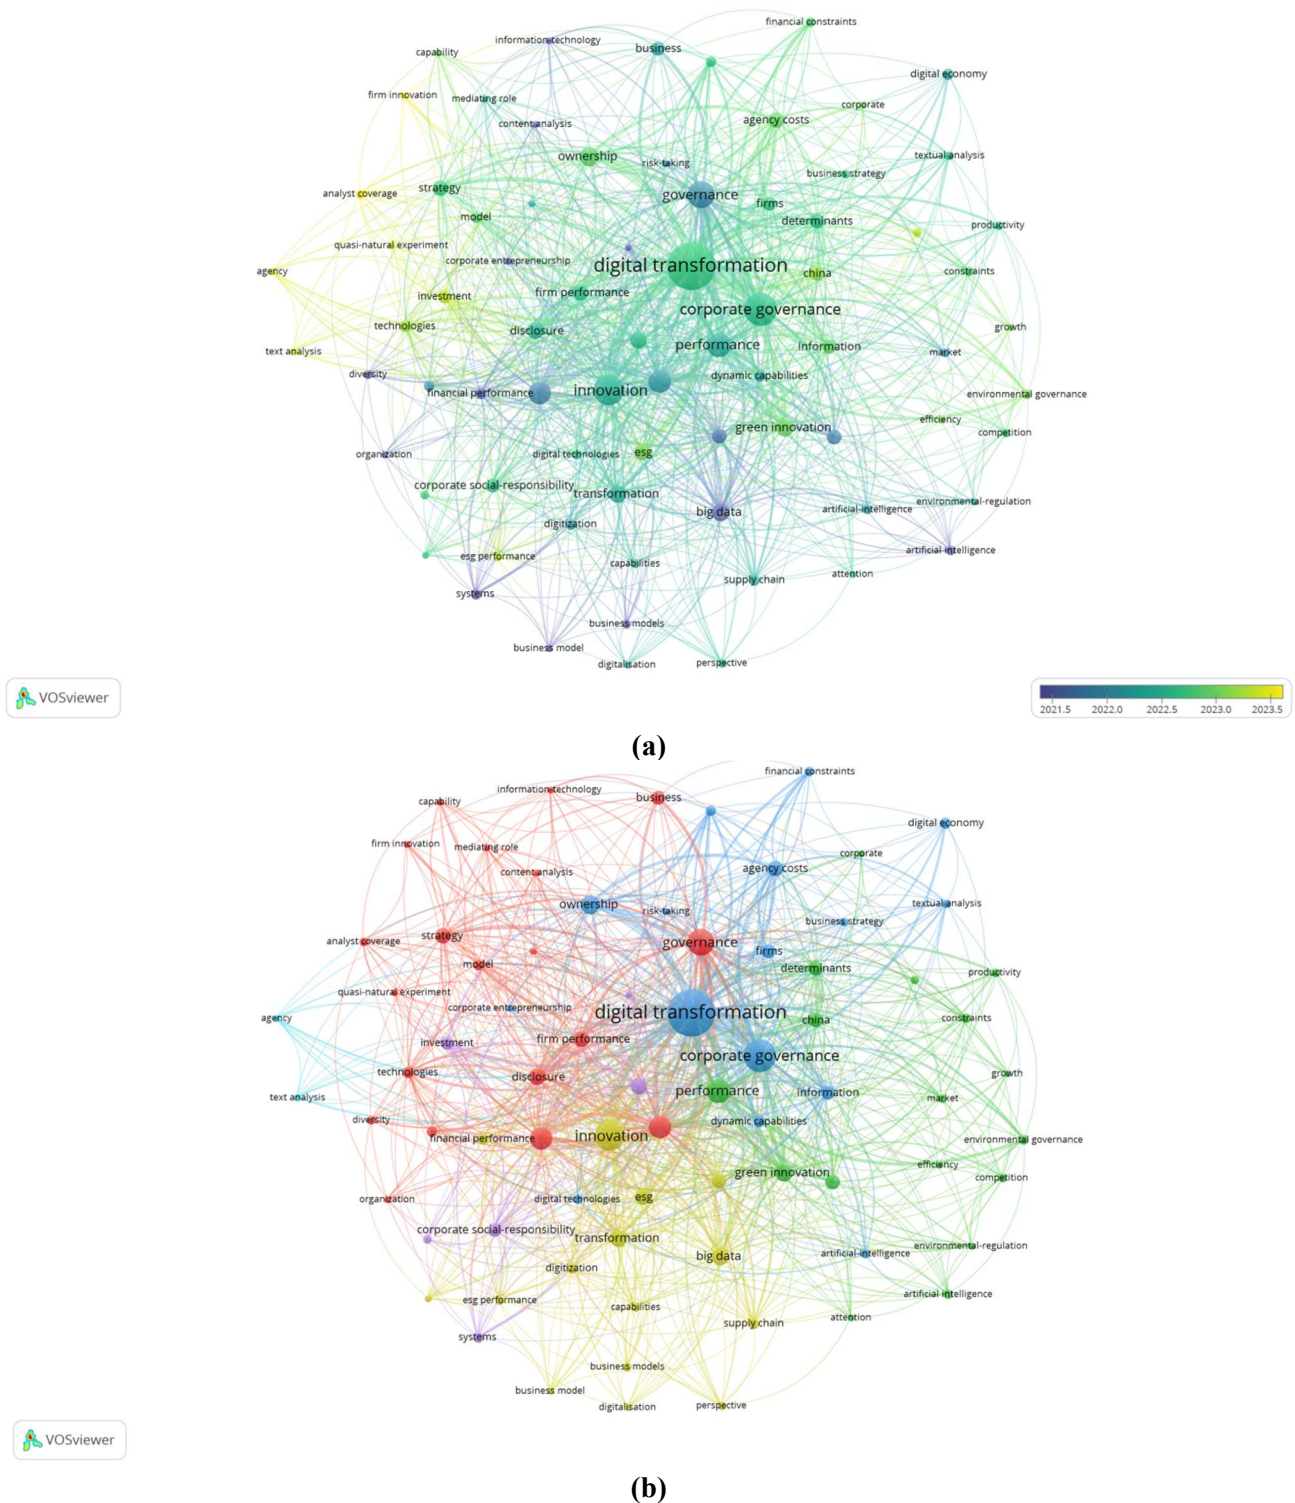 financial constraints
information-technology
business
capability
digital economy
firm innovation
mediating role
corporate
content analysis
agency costs
ownership
risk-taking
textual analysis
business strategy
strategy
analyst coverage
governance
firms
model
determinants
productivity
quasi-natural experiment
corporate entrepreneurship
digital transformation
agency
china
constraints
investment
firm performance
corporate governance
technologies
disclosure
growth
performance
information
text analysis
market
diversity
dynamic capabilities
financial performance
innovation
environmental governance
efficiency
green innovation
competition
organization
digital technologies
esg
corporate social-responsibility
transformation
environmental-regulation
big data
artificial-intelligence
digitization
artificial intelligence
esg performance
capabilities
attention
supply chain
systems
business models
business model
digitalisation
perspective
VOSviewer
2021.5 2022.0 2022.5 2023.0 2023.5
(a)
financial constraints
information-technology
business
capability
digital economy
firm innovation
mediating role
corporate
content analysis
agency costs
ownership
risk-taking
textual analysis
business strategy
strategy
analyst coverage
governance
firms
model
determinants
productivity
quasi-natural experiment
corporate entrepreneurship
digital transformation
agency
china
constraints
investment
firm performance
corporate governance
technologies
disclosure
growth
performance
information
text analysis
market
diversity
dynamic capabilities
financial performance
innovation
environmental governance
efficiency
green innovation
competition
organization
digital technologies
esg
corporate social-responsibility
transformation
environmental-regulation
big data
artificial-intelligence
digitization
artificial intelligence
esg performance
capabilities
attention
supply chain
systems
business models
business model
digitalisation
perspective
VOSviewer
(b)